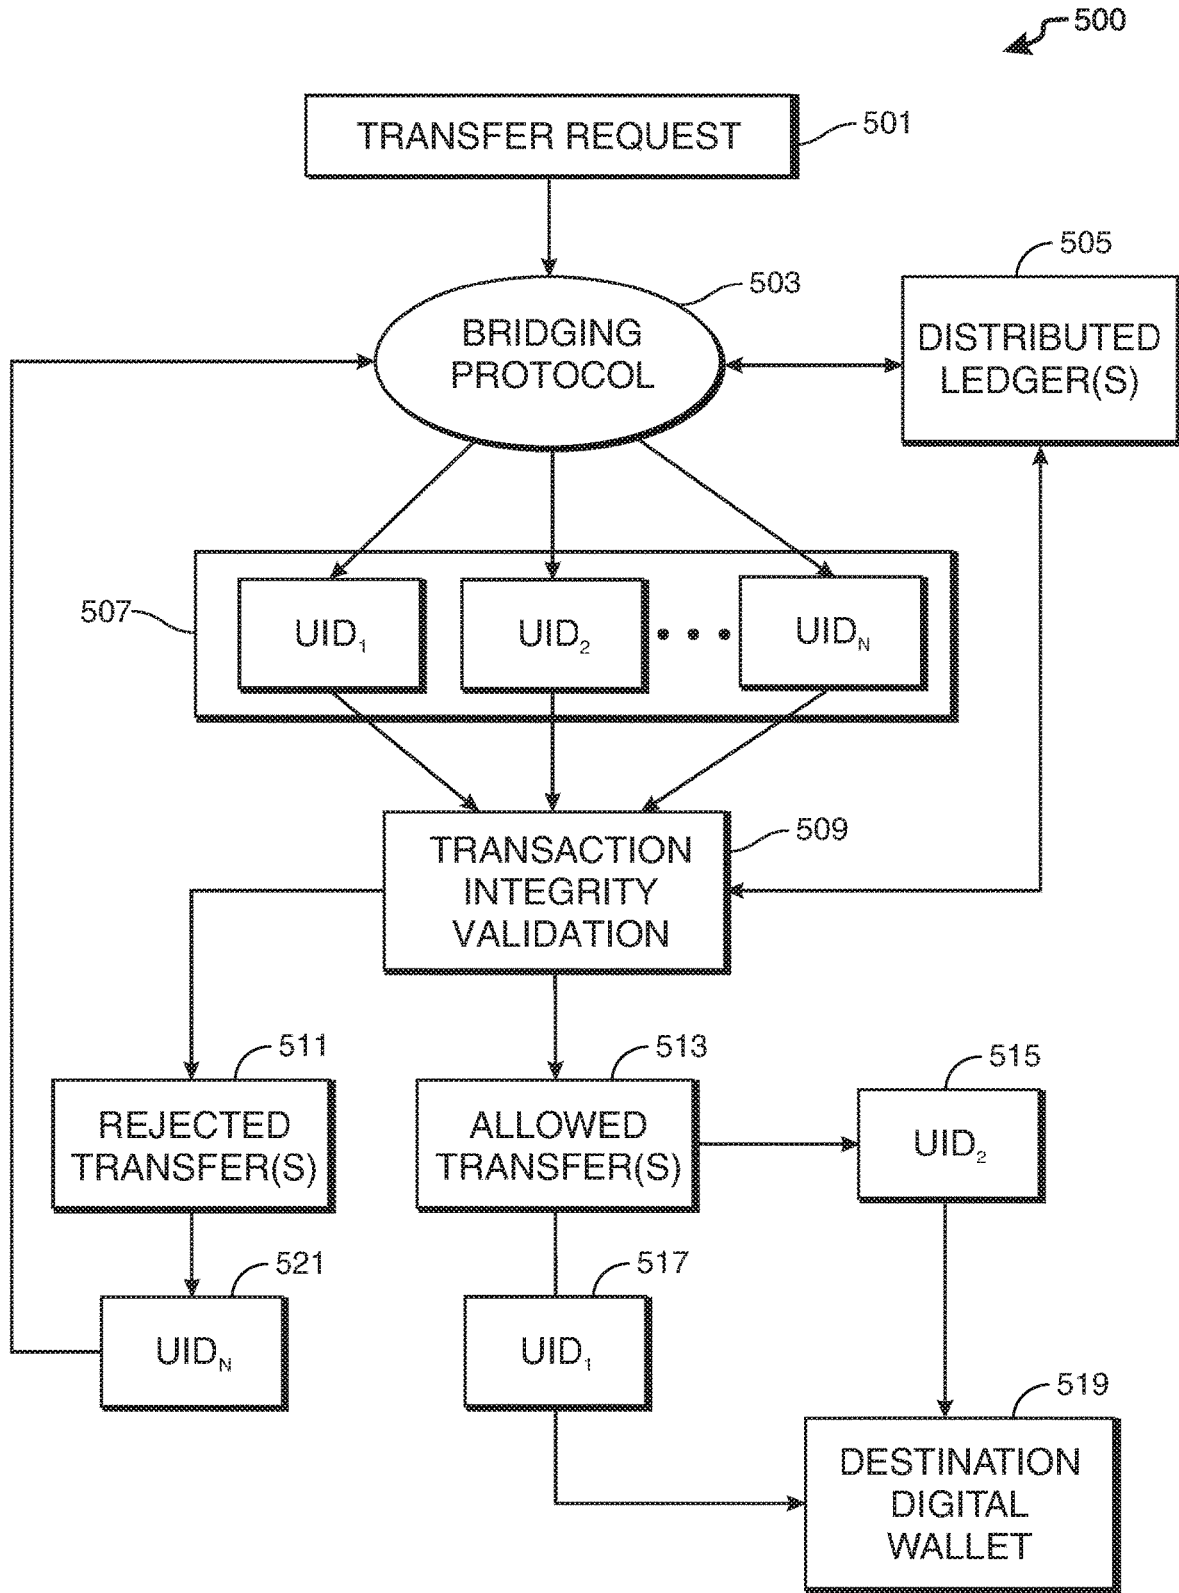 500
TRANSFER REQUEST
501
505
503
BRIDGING
PROTOCOL
DISTRIBUTED
LEDGER(S)
507
UID₁
UID₂
• • •
UIDₙ
509
TRANSACTION
INTEGRITY
VALIDATION
511
513
515
REJECTED
TRANSFER(S)
ALLOWED
TRANSFER(S)
UID₂
521
517
UIDₙ
UID₁
519
DESTINATION
DIGITAL
WALLET